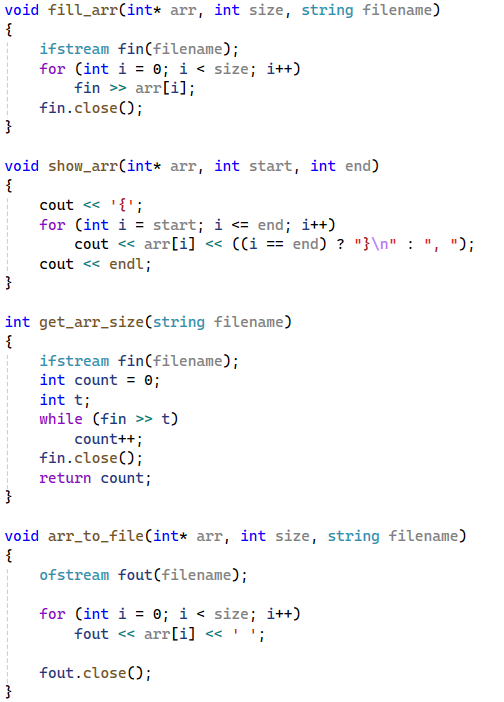 void fill_arr(int* arr, int size, string filename)
{
    ifstream fin(filename);
    for (int i = 0; i < size; i++)
        fin >> arr[i];
    fin.close();
}

void show_arr(int* arr, int start, int end)
{
    cout << '{';
    for (int i = start; i <= end; i++)
        cout << arr[i] << ((i == end) ? "}\n" : ", ");
    cout << endl;
}

int get_arr_size(string filename)
{
    ifstream fin(filename);
    int count = 0;
    int t;
    while (fin >> t)
        count++;
    fin.close();
    return count;
}

void arr_to_file(int* arr, int size, string filename)
{
    ofstream fout(filename);

    for (int i = 0; i < size; i++)
        fout << arr[i] << ' ';

    fout.close();
}